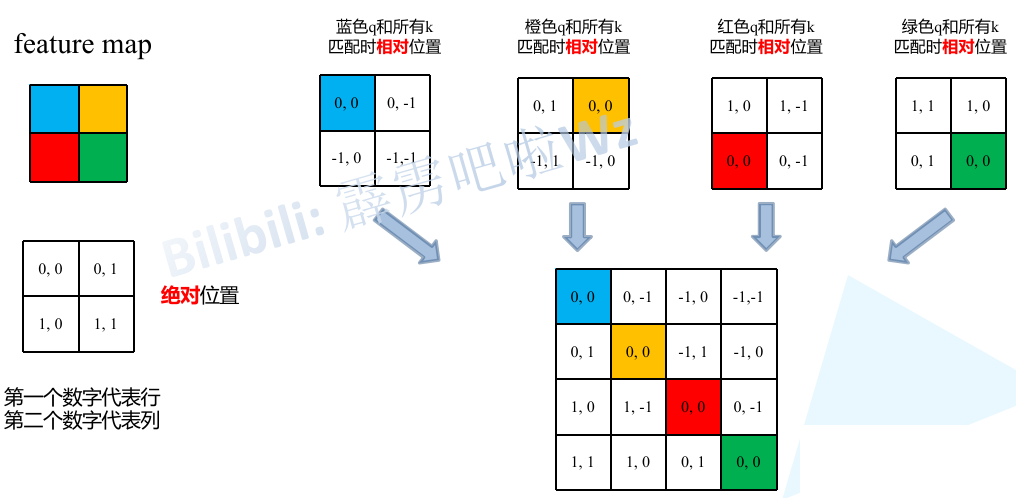 feature map
蓝色q和所有k
匹配时相对位置
橙色q和所有k
匹配时相对位置
红色q和所有k
匹配时相对位置
绿色q和所有k
匹配时相对位置
0, 0 0, -1
-1, 0 -1,-1
0, 1 0, 0
-1, 1 -1, 0
1, 0 1, -1
0, 0 0, -1
1, 1 1, 0
0, 1 0, 0
Bilibili: 霹雳吧啦Wz
0, 0 0, 1
1, 0 1, 1
绝对位置
第一个数字代表行
第二个数字代表列
0, 0 0, -1 -1, 0 -1,-1
0, 1 0, 0 -1, 1 -1, 0
1, 0 1, -1 0, 0 0, -1
1, 1 1, 0 0, 1 0, 0